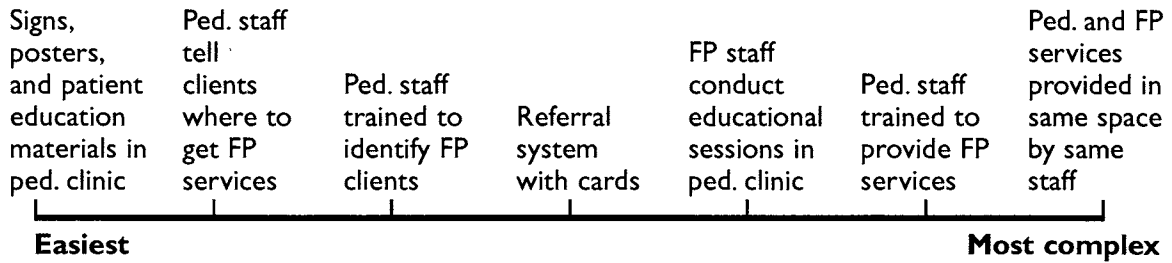 Signs,
posters,
and patient
education
materials in
ped. clinic
Ped. staff
tell
clients
where to
get FP
services
Ped. staff
trained to
identify FP
clients
Referral
system
with cards
FP staff
conduct
educational
sessions in
ped. clinic
Ped. staff
trained to
provide FP
services
Ped. and FP
services
provided in
same space
by same
staff
Easiest
Most complex